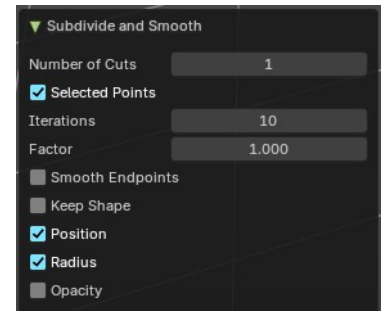 Subdivide and Smooth
Number of Cuts 1
Selected Points
Iterations 10
Factor 1.000
Smooth Endpoints
Keep Shape
Position
Radius
Opacity